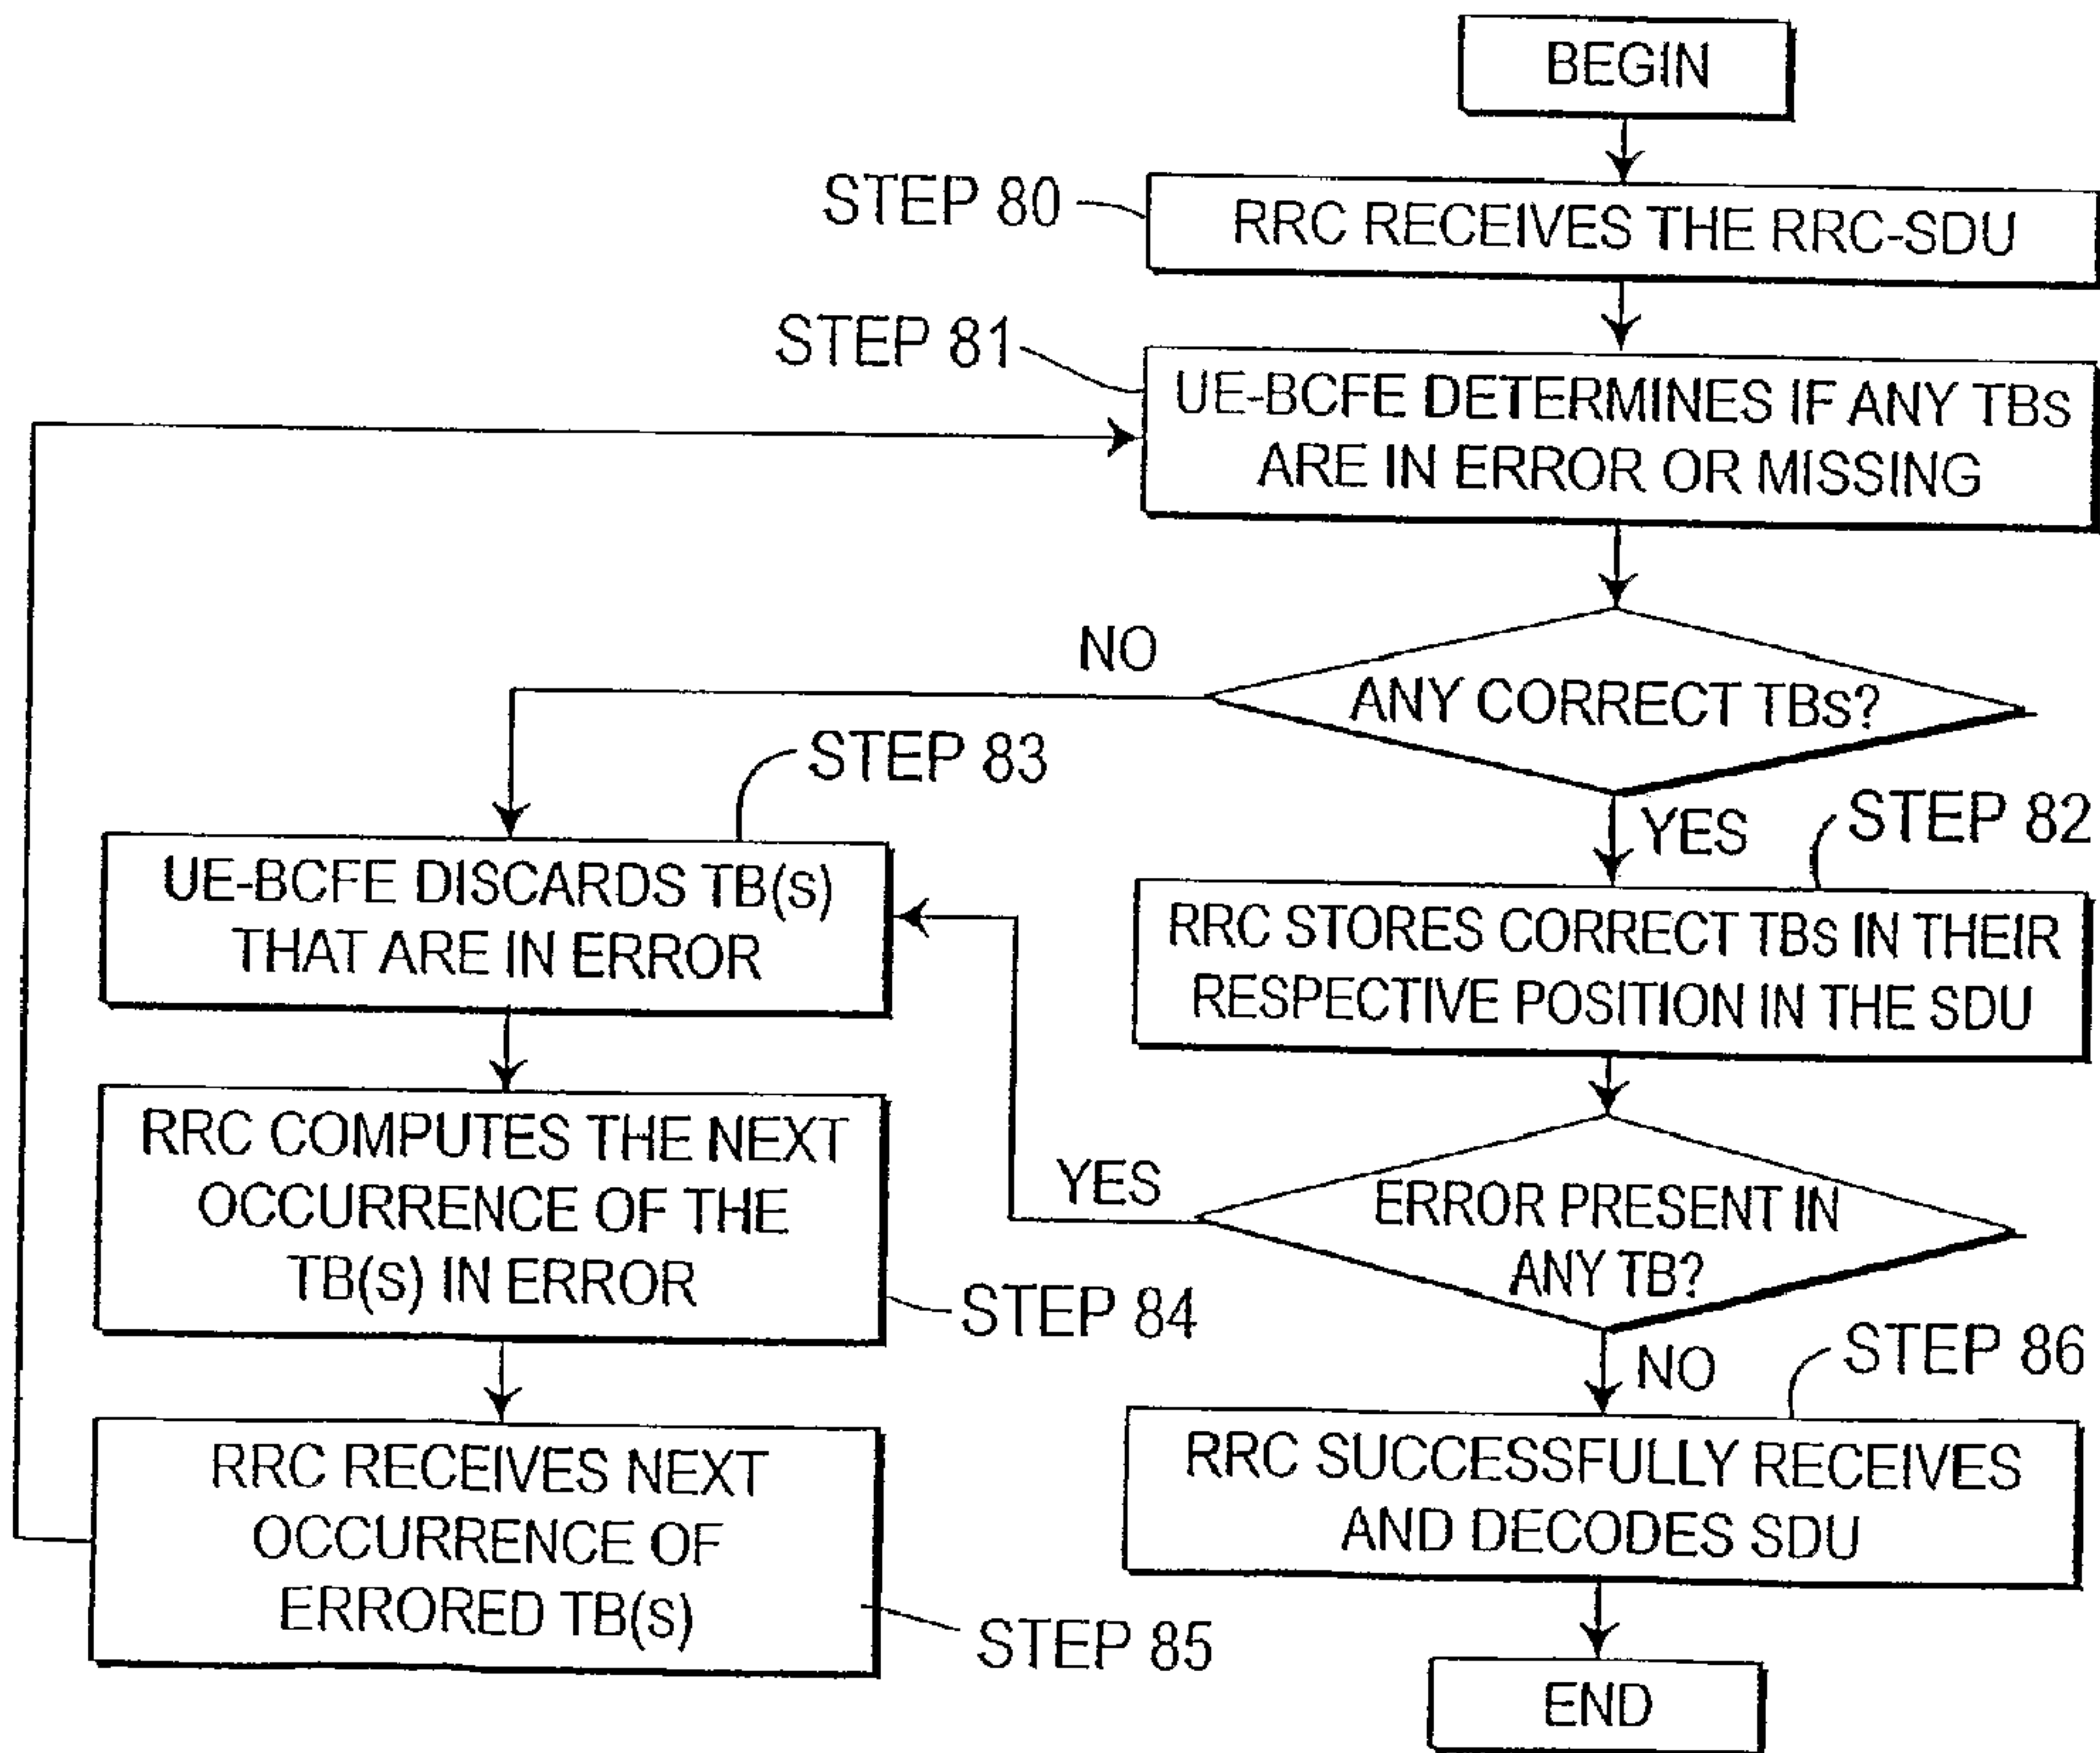 BEGIN
STEP 80
RRC RECEIVES THE RRC-SDU
STEP 81
UE-BCFE DETERMINES IF ANY TBs
ARE IN ERROR OR MISSING
NO
ANY CORRECT TBs?
STEP 83
YES
STEP 82
UE-BCFE DISCARDS TB(s)
THAT ARE IN ERROR
RRC STORES CORRECT TBs IN THEIR
RESPECTIVE POSITION IN THE SDU
RRC COMPUTES THE NEXT
OCCURRENCE OF THE
TB(s) IN ERROR
STEP 84
YES
ERROR PRESENT IN
ANY TB?
NO
STEP 86
RRC RECEIVES NEXT
OCCURRENCE OF
ERRORED TB(s)
STEP 85
RRC SUCCESSFULLY RECEIVES
AND DECODES SDU
END